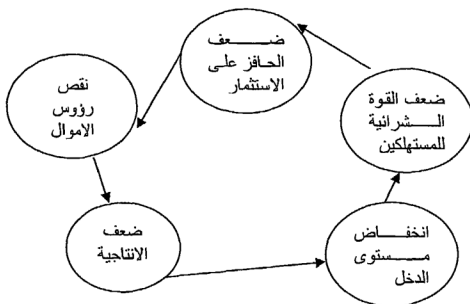 ضعف
الحافز على
الاستثمار
نقص
رؤوس
الاموال
ضعف القوة
الشرائية
للمستهلكين
ضعف
الانتاجية
انخفاض
مستوى
الدخل